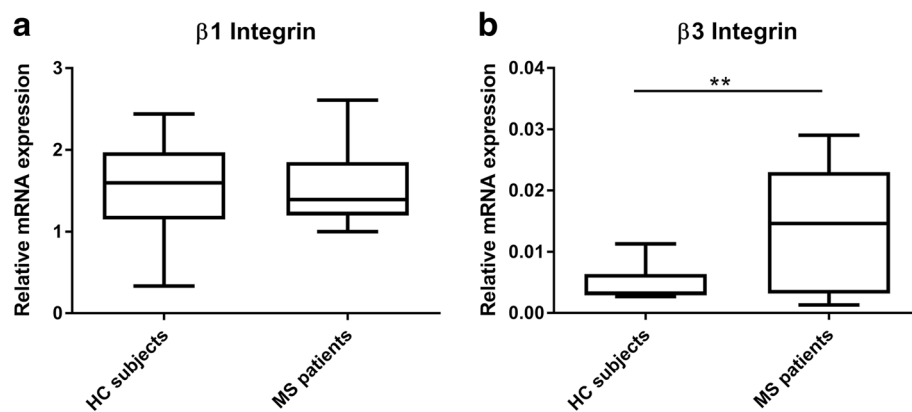 a
β1 Integrin
Relative mRNA expression
3
2
1
0
HC subjects
MS patients
b
β3 Integrin
Relative mRNA expression
0.04
0.03
0.02
0.01
0.00
**
HC subjects
MS patients